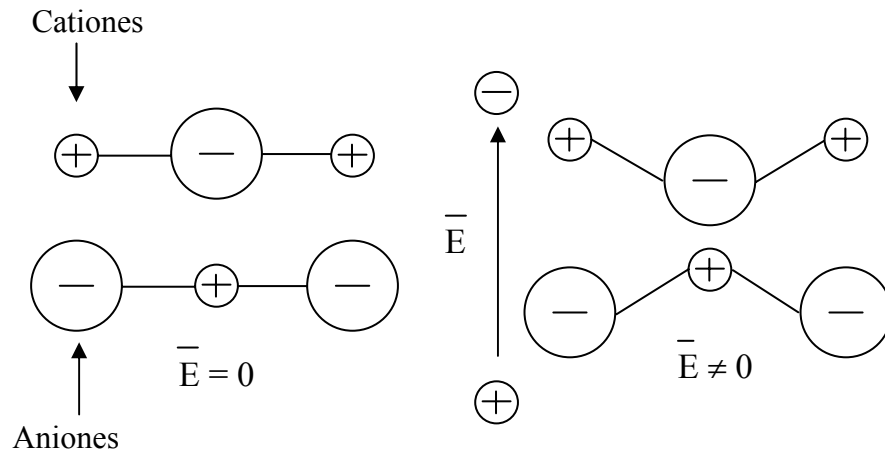 Cationes
+ − +
− + −
E̅ = 0
Aniones
−
E̅
+
+ − +
− + −
E̅ ≠ 0